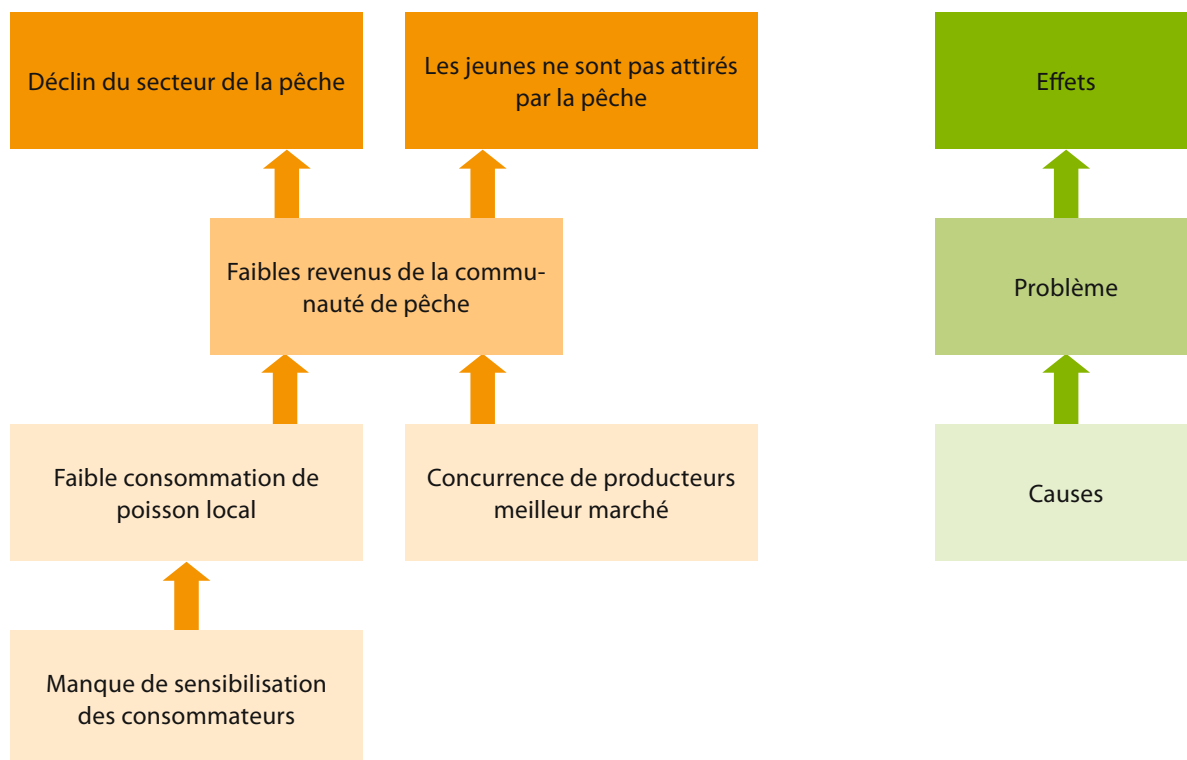 Déclin du secteur de la pêche
Les jeunes ne sont pas attirés
par la pêche
Effets
Faibles revenus de la commu-
nauté de pêche
Problème
Faible consommation de
poisson local
Concurrence de producteurs
meilleur marché
Causes
Manque de sensibilisation
des consommateurs